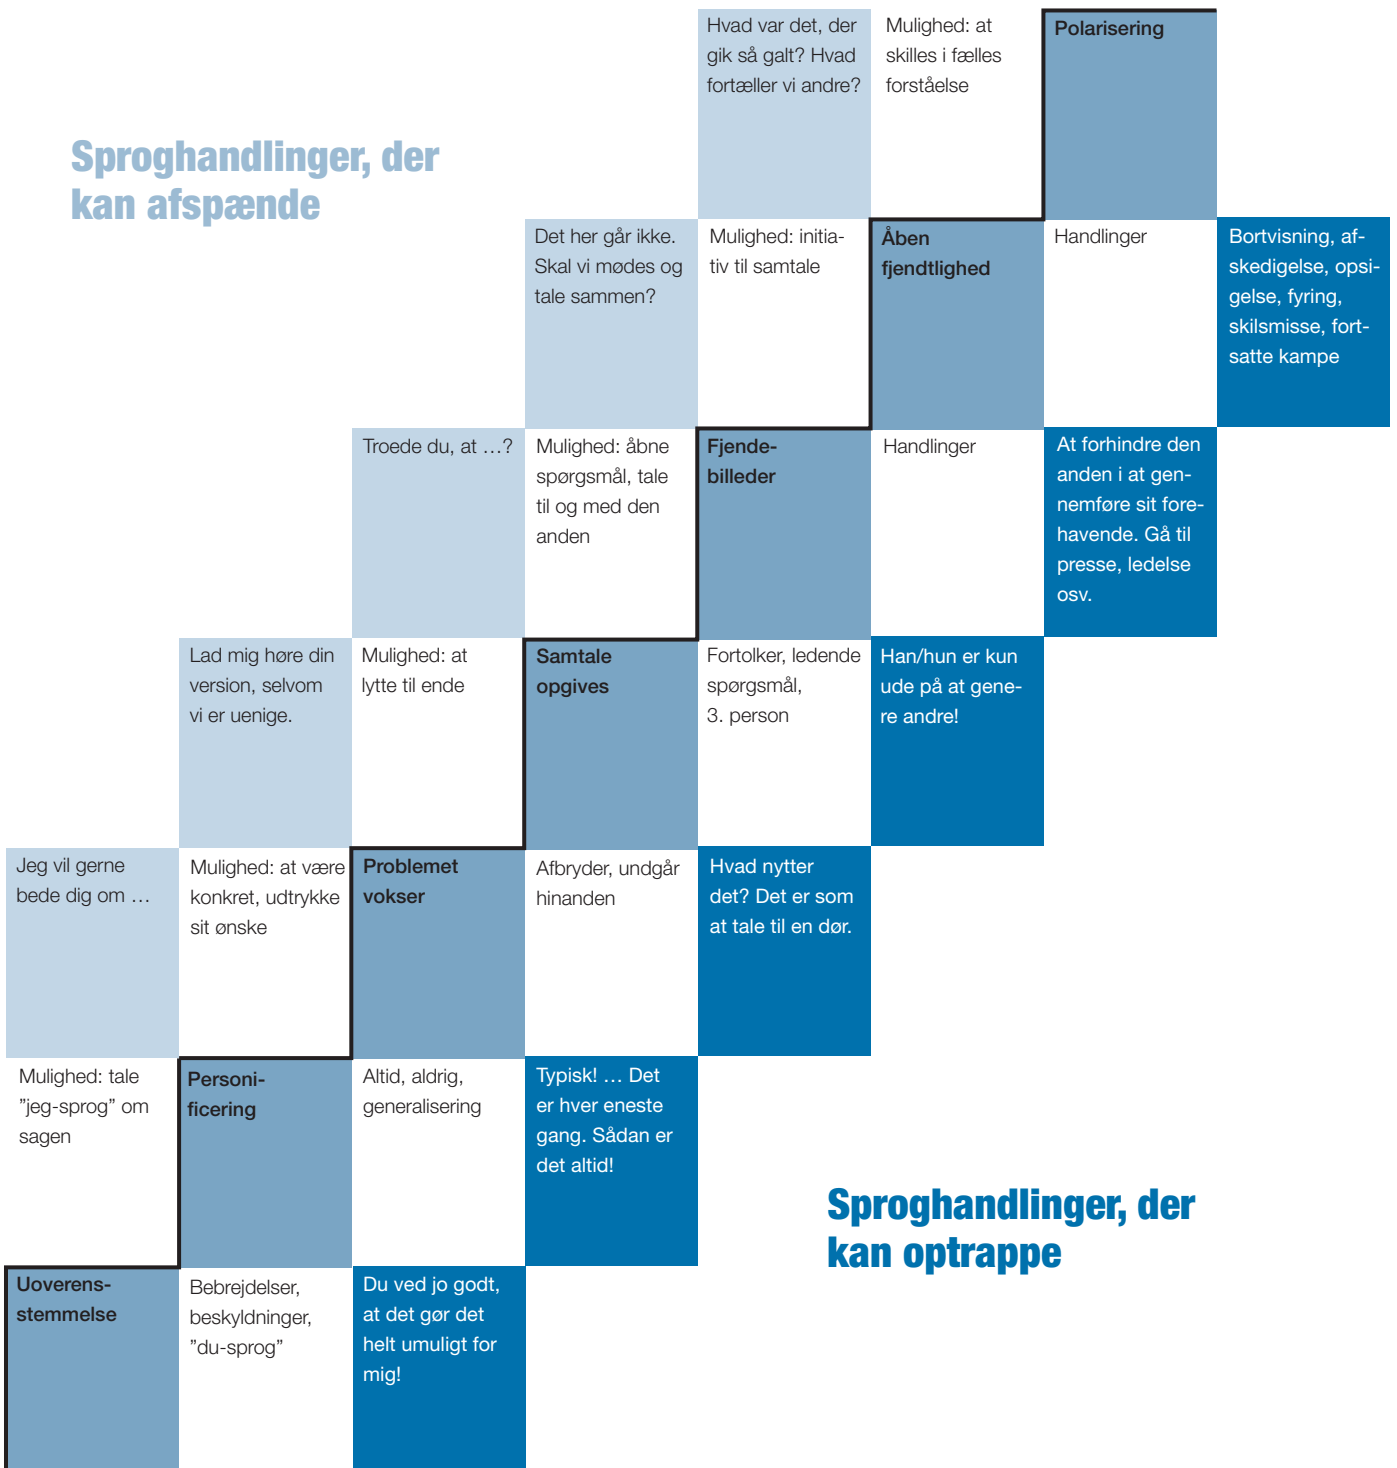 Hvad var det, der
gik så galt? Hvad
fortæller vi andre?
Mulighed: at
skilles i fælles
forståelse
Polarisering
Sproghandlinger, der
kan afspænde
Det her går ikke.
Skal vi mødes og
tale sammen?
Mulighed: initia-
tiv til samtale
Åben
fjendtlighed
Handlinger
Bortvisning, af-
skedigelse, opsi-
gelse, fyring,
skilsmisse, fort-
satte kampe
Troede du, at …?
Mulighed: åbne
spørgsmål, tale
til og med den
anden
Fjende-
billeder
Handlinger
At forhindre den
anden i at gen-
nemføre sit fore-
havende. Gå til
presse, ledelse
osv.
Lad mig høre din
version, selvom
vi er uenige.
Mulighed: at
lytte til ende
Samtale
opgives
Fortolker, ledende
spørgsmål,
3. person
Han/hun er kun
ude på at gene-
re andre!
Jeg vil gerne
bede dig om …
Mulighed: at være
konkret, udtrykke
sit ønske
Problemet
vokser
Afbryder, undgår
hinanden
Hvad nytter
det? Det er som
at tale til en dør.
Mulighed: tale
”jeg-sprog” om
sagen
Personi-
ficering
Altid, aldrig,
generalisering
Typisk! … Det
er hver eneste
gang. Sådan er
det altid!
Sproghandlinger, der
kan optrappe
Uoverens-
stemmelse
Bebrejdelser,
beskyldninger,
”du-sprog”
Du ved jo godt,
at det gør det
helt umuligt for
mig!